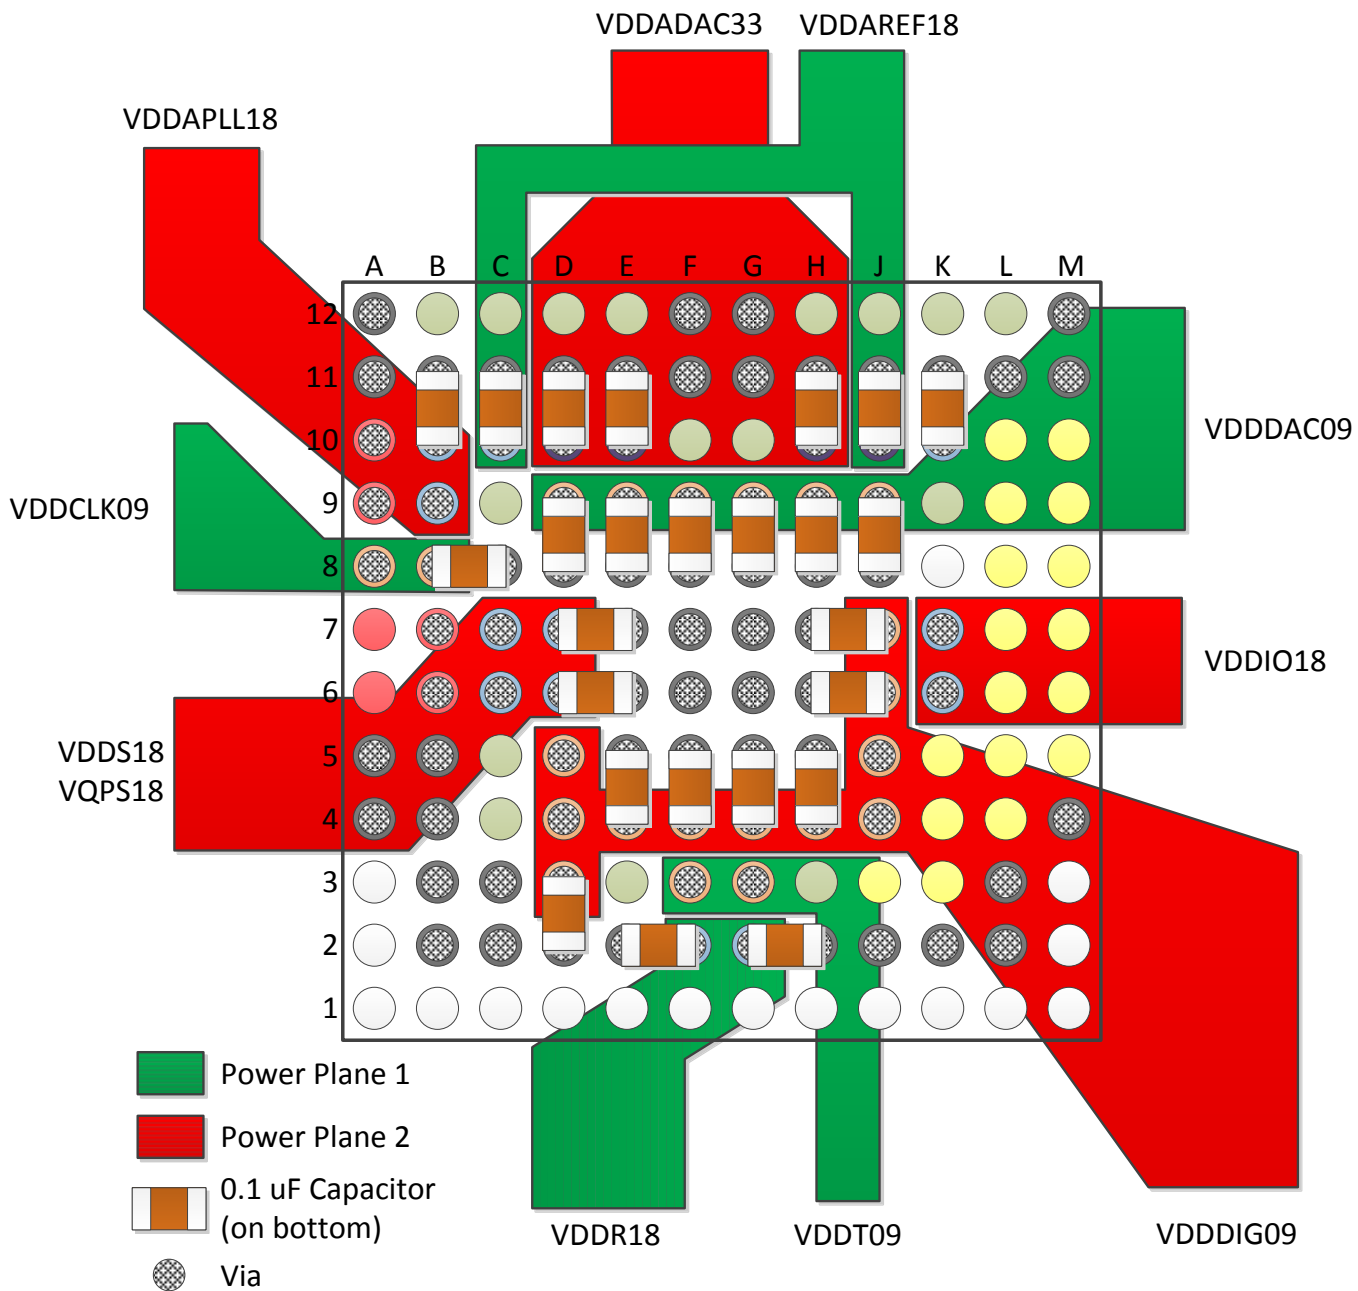 VDDADAC33
VDDAREF18
VDDAPLL18
A B C D E F G H J K L M
12
11
10
VDDDAC09
9
VDDCLK09
8
7
VDDIO18
6
VDDS18
5
VQPS18
4
3
2
1
Power Plane 1
Power Plane 2
0.1 uF Capacitor
(on bottom)
VDDR18
VDDT09
VDDDIG09
Via